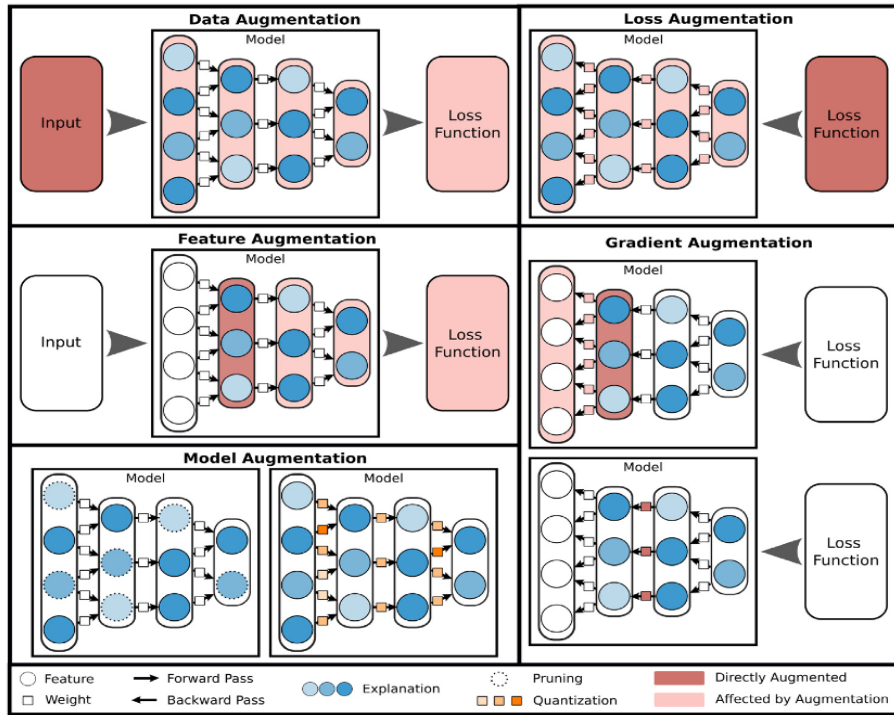 Data Augmentation
Model
Input
Loss
Function
Loss Augmentation
Model
Loss
Function
Feature Augmentation
Model
Input
Loss
Function
Gradient Augmentation
Model
Loss
Function
Model
Loss
Function
Model Augmentation
Model
Model
Feature
Forward Pass
Explanation
Pruning
Directly Augmented
Weight
Backward Pass
Quantization
Affected by Augmentation